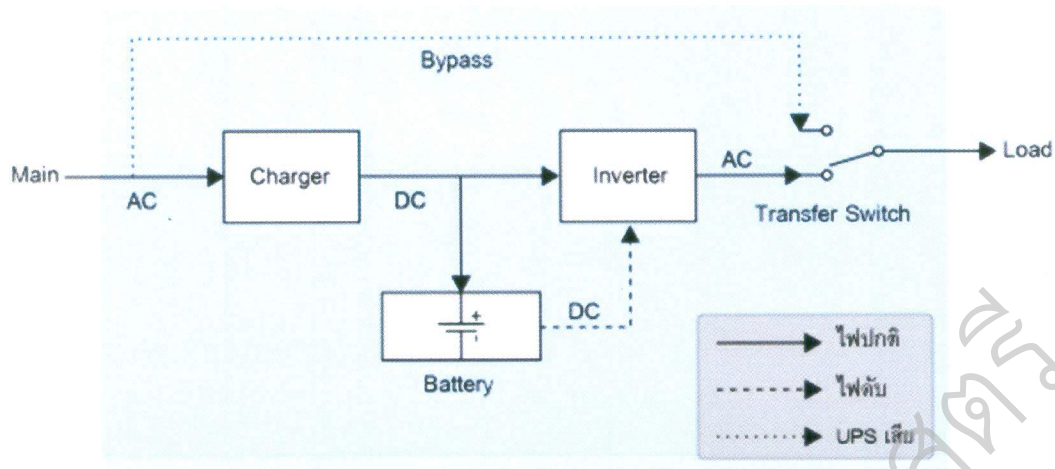 Bypass
Main
AC
Charger
DC
Inverter
AC
Load
Transfer Switch
+
-
DC
Battery
ไฟปกติ
ไฟดับ
UPS เสีย